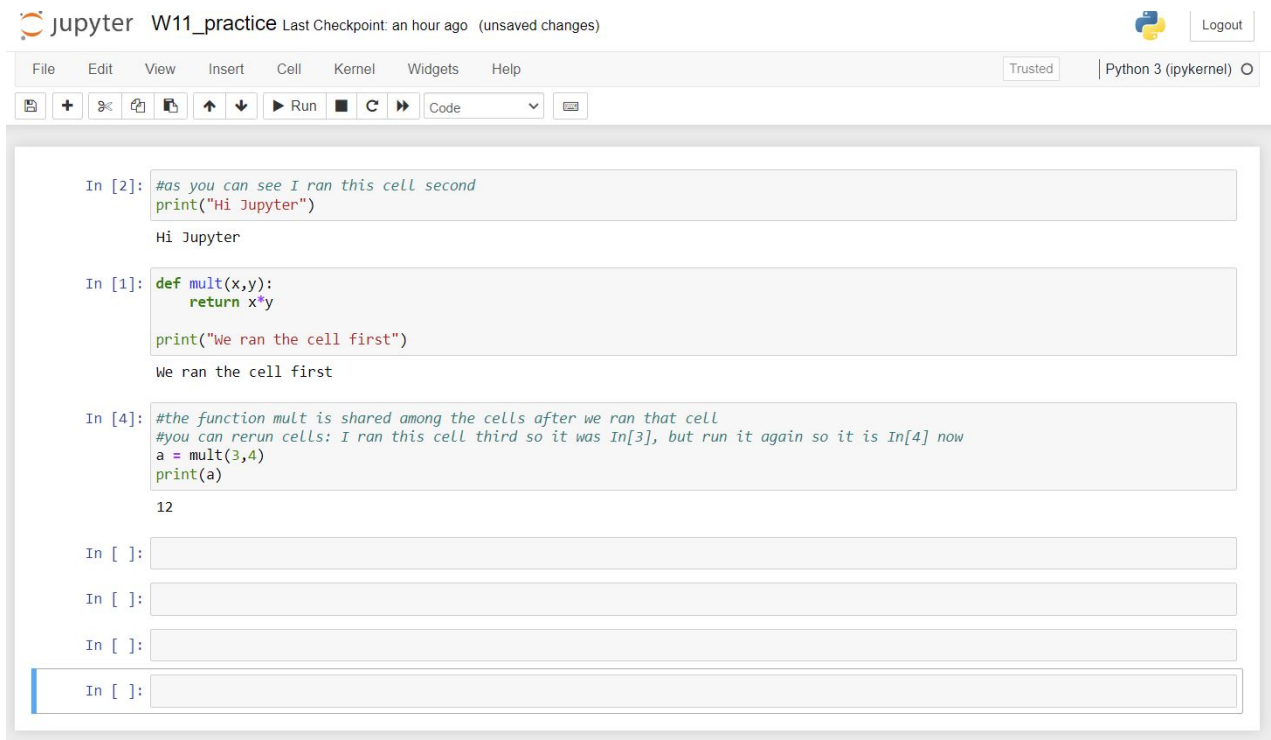 jupyter W11_practice Last Checkpoint: an hour ago (unsaved changes) Logout
File Edit View Insert Cell Kernel Widgets Help Trusted Python 3 (ipykernel)
Run Code
In [2]: #as you can see I ran this cell second
print("Hi Jupyter")
Hi Jupyter
In [1]: def mult(x,y):
    return x*y
print("We ran the cell first")
We ran the cell first
In [4]: #the function mult is shared among the cells after we ran that cell
#you can rerun cells: I ran this cell third so it was In[3], but run it again so it is In[4] now
a = mult(3,4)
print(a)
12
In [ ]:
In [ ]:
In [ ]:
In [ ]: